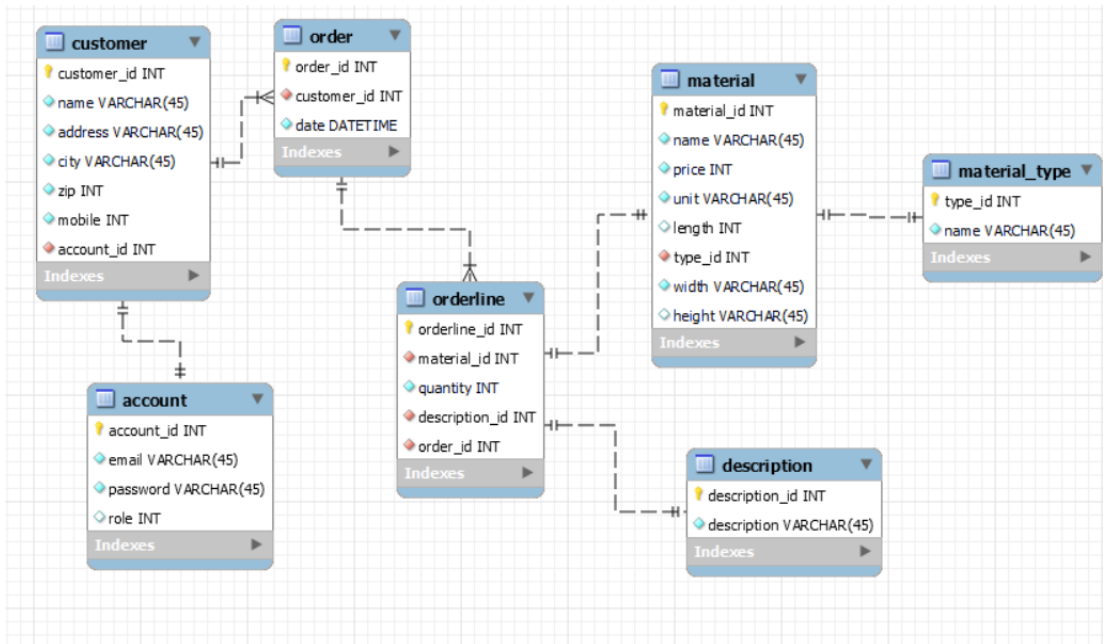 customer
customer_id INT
name VARCHAR(45)
address VARCHAR(45)
city VARCHAR(45)
zip INT
mobile INT
account_id INT
Indexes
order
order_id INT
customer_id INT
date DATETIME
Indexes
material
material_id INT
name VARCHAR(45)
price INT
unit VARCHAR(45)
length INT
type_id INT
width VARCHAR(45)
height VARCHAR(45)
Indexes
material_type
type_id INT
name VARCHAR(45)
Indexes
orderline
orderline_id INT
material_id INT
quantity INT
description_id INT
order_id INT
Indexes
account
account_id INT
email VARCHAR(45)
password VARCHAR(45)
role INT
Indexes
description
description_id INT
description VARCHAR(45)
Indexes